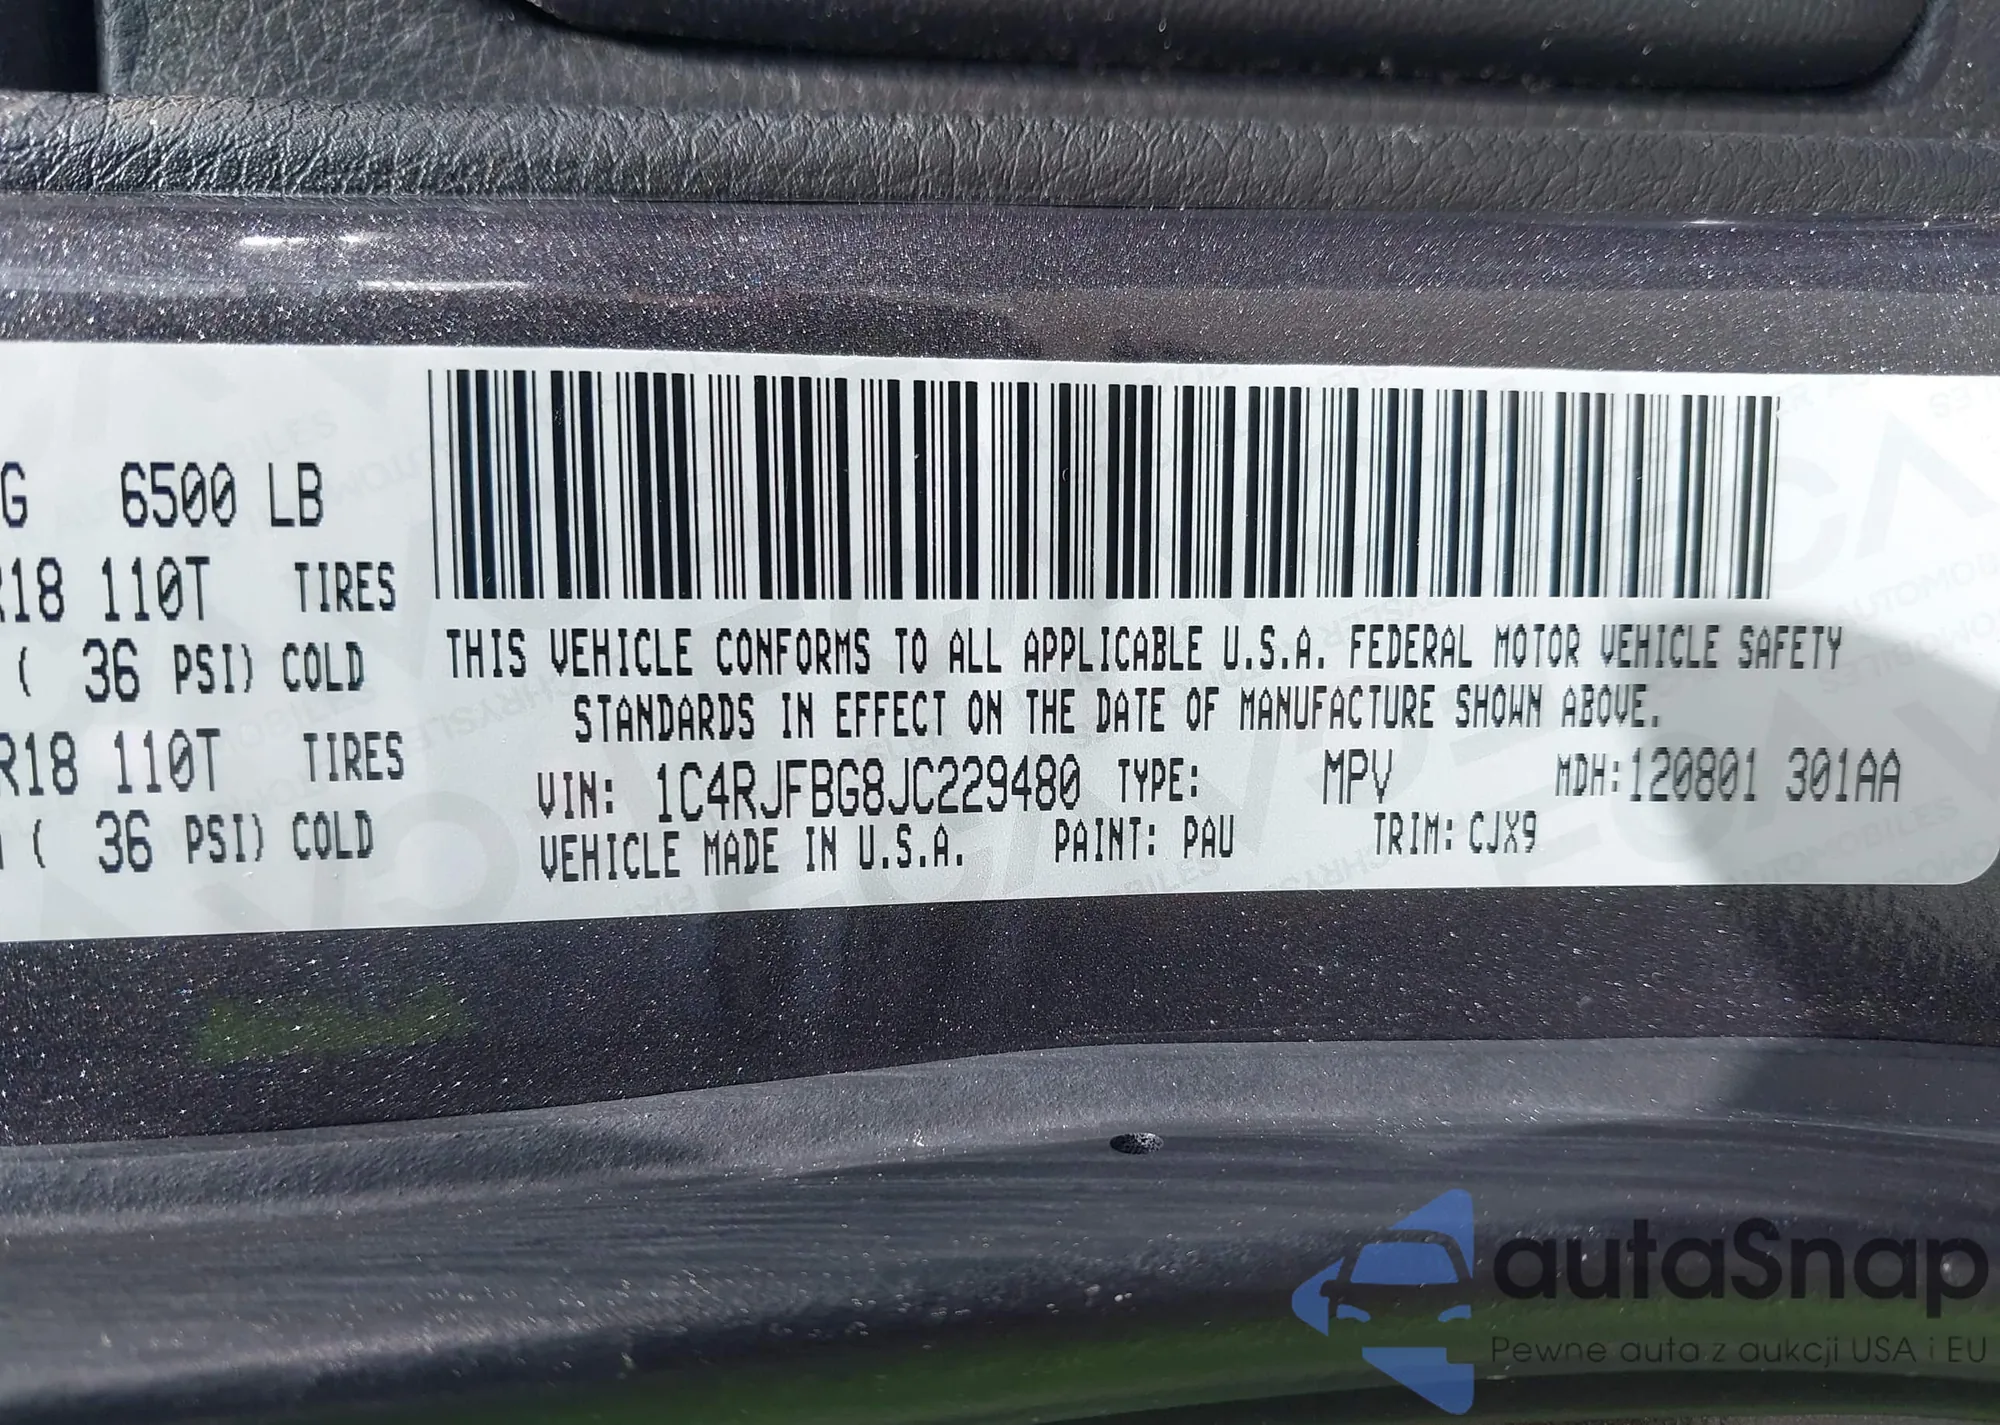 G 6500 LB
R18 110T TIRES
( 36 PSI) COLD
R18 110T TIRES
( 36 PSI) COLD
THIS VEHICLE CONFORMS TO ALL APPLICABLE U.S.A. FEDERAL MOTOR VEHICLE SAFETY
STANDARDS IN EFFECT ON THE DATE OF MANUFACTURE SHOWN ABOVE.
VIN: 1C4RJFBG8JC229480 TYPE: MPV MDH:120801 301AA
VEHICLE MADE IN U.S.A. PAINT: PAU TRIM: CJX9
autaSnap
Pewne auta z aukcji USA i EU